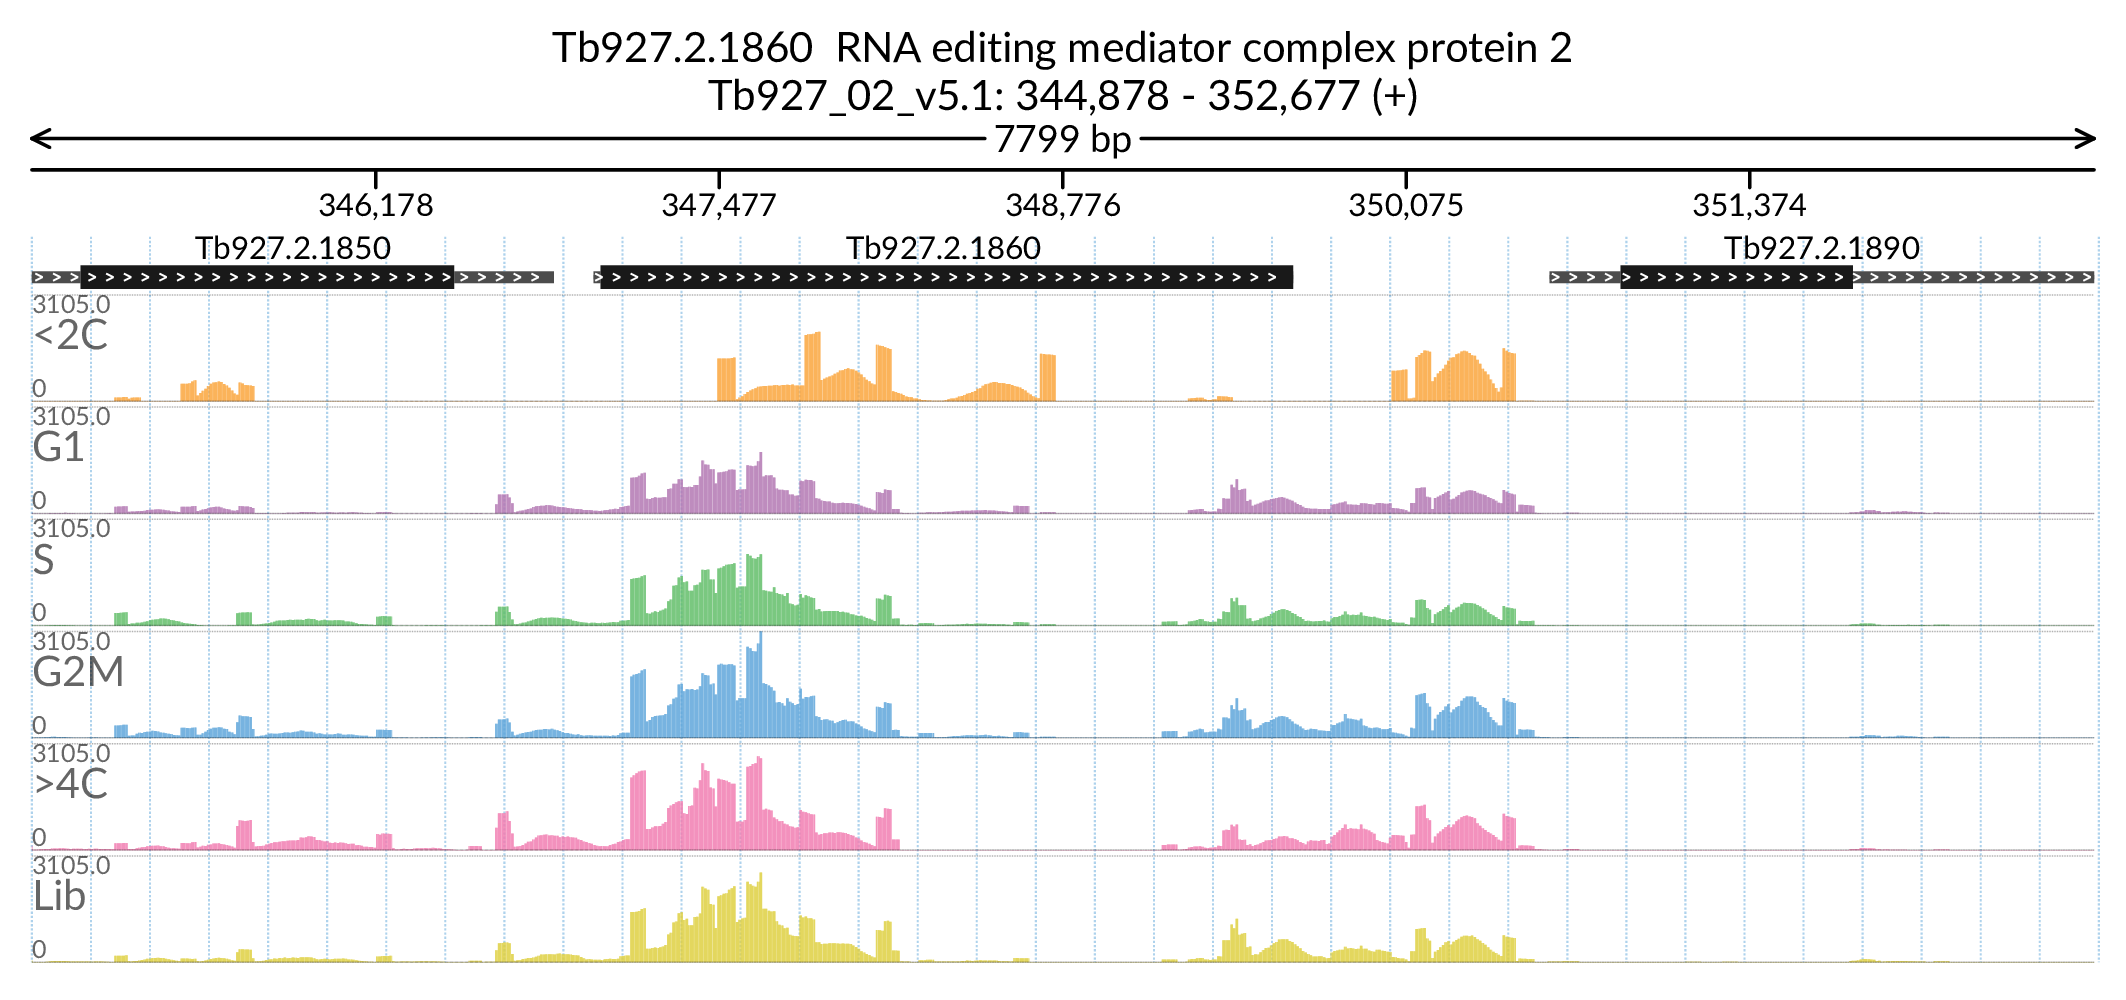 Tb927.2.1860  RNA editing mediator complex protein 2
Tb927_02_v5.1: 344,878 - 352,677 (+)
7799 bp
346,178 347,477 348,776 350,075 351,374
Tb927.2.1850 Tb927.2.1860 Tb927.2.1890
3105.0
<2C
0
3105.0
G1
0
3105.0
S
0
3105.0
G2M
0
3105.0
>4C
0
3105.0
Lib
0